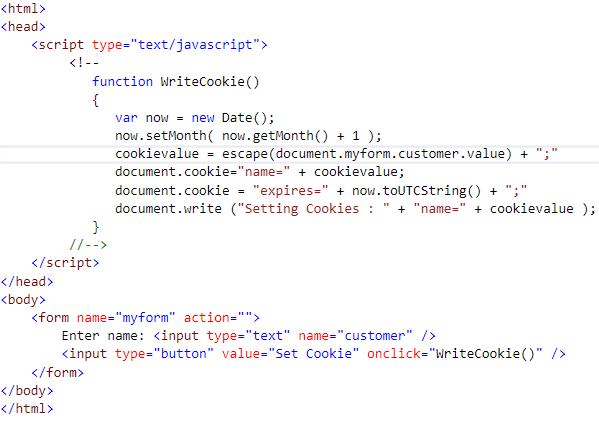 <html>
<head>
<script type="text/javascript">
<!--
function WriteCookie()
{
var now = new Date();
now.setMonth( now.getMonth() + 1 );
cookievalue = escape(document.myform.customer.value) + ";"
document.cookie="name=" + cookievalue;
document.cookie = "expires=" + now.toUTCString() + ";"
document.write ("Setting Cookies : " + "name=" + cookievalue );
}
//-->
</script>
</head>
<body>
<form name="myform" action="">
Enter name: <input type="text" name="customer" />
<input type="button" value="Set Cookie" onclick="WriteCookie()" />
</form>
</body>
</html>